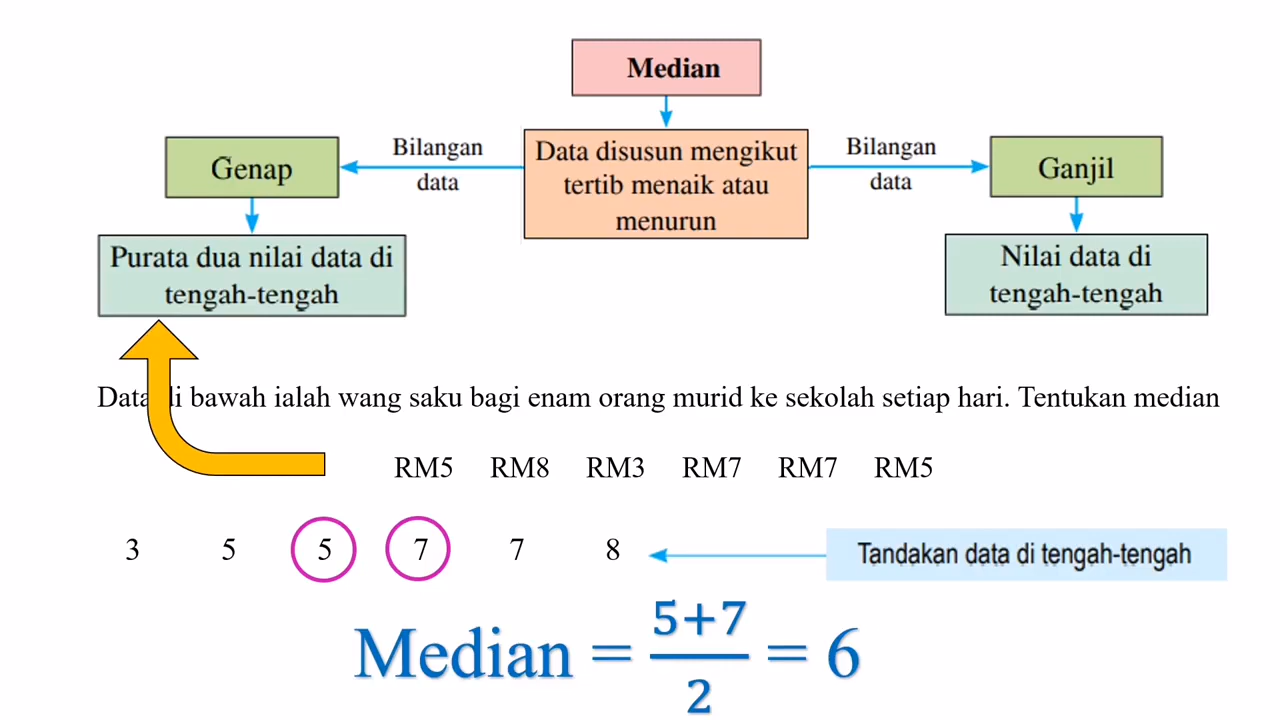 Median
Bilangan
data
Genap
Data disusun mengikut
tertib menaik atau
menurun
Bilangan
data
Ganjil
Purata dua nilai data di
tengah-tengah
Nilai data di
tengah-tengah
Data di bawah ialah wang saku bagi enam orang murid ke sekolah setiap hari. Tentukan median
RM5 RM8 RM3 RM7 RM7 RM5
3 5 5 7 7 8
Tandakan data di tengah-tengah
Median = \frac{5+7}{2} = 6